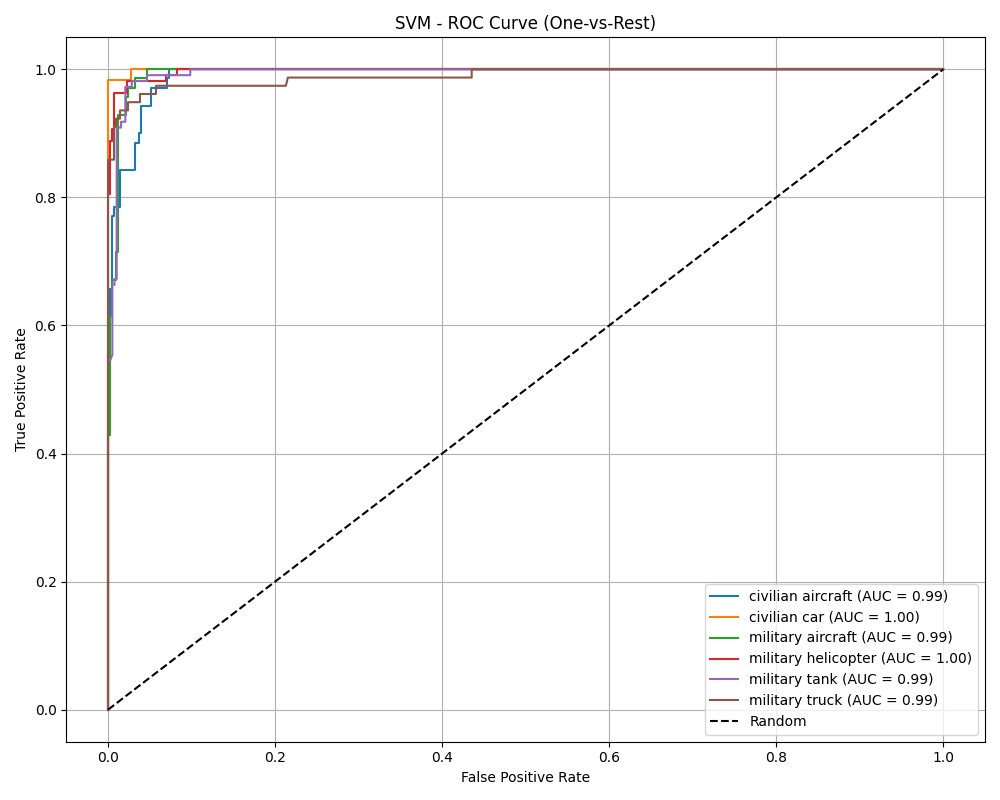 SVM - ROC Curve (One-vs-Rest)
True Positive Rate
1.0
0.8
0.6
0.4
0.2
0.0
0.0 0.2 0.4 0.6 0.8 1.0
False Positive Rate
civilian aircraft (AUC = 0.99)
civilian car (AUC = 1.00)
military aircraft (AUC = 0.99)
military helicopter (AUC = 1.00)
military tank (AUC = 0.99)
military truck (AUC = 0.99)
Random